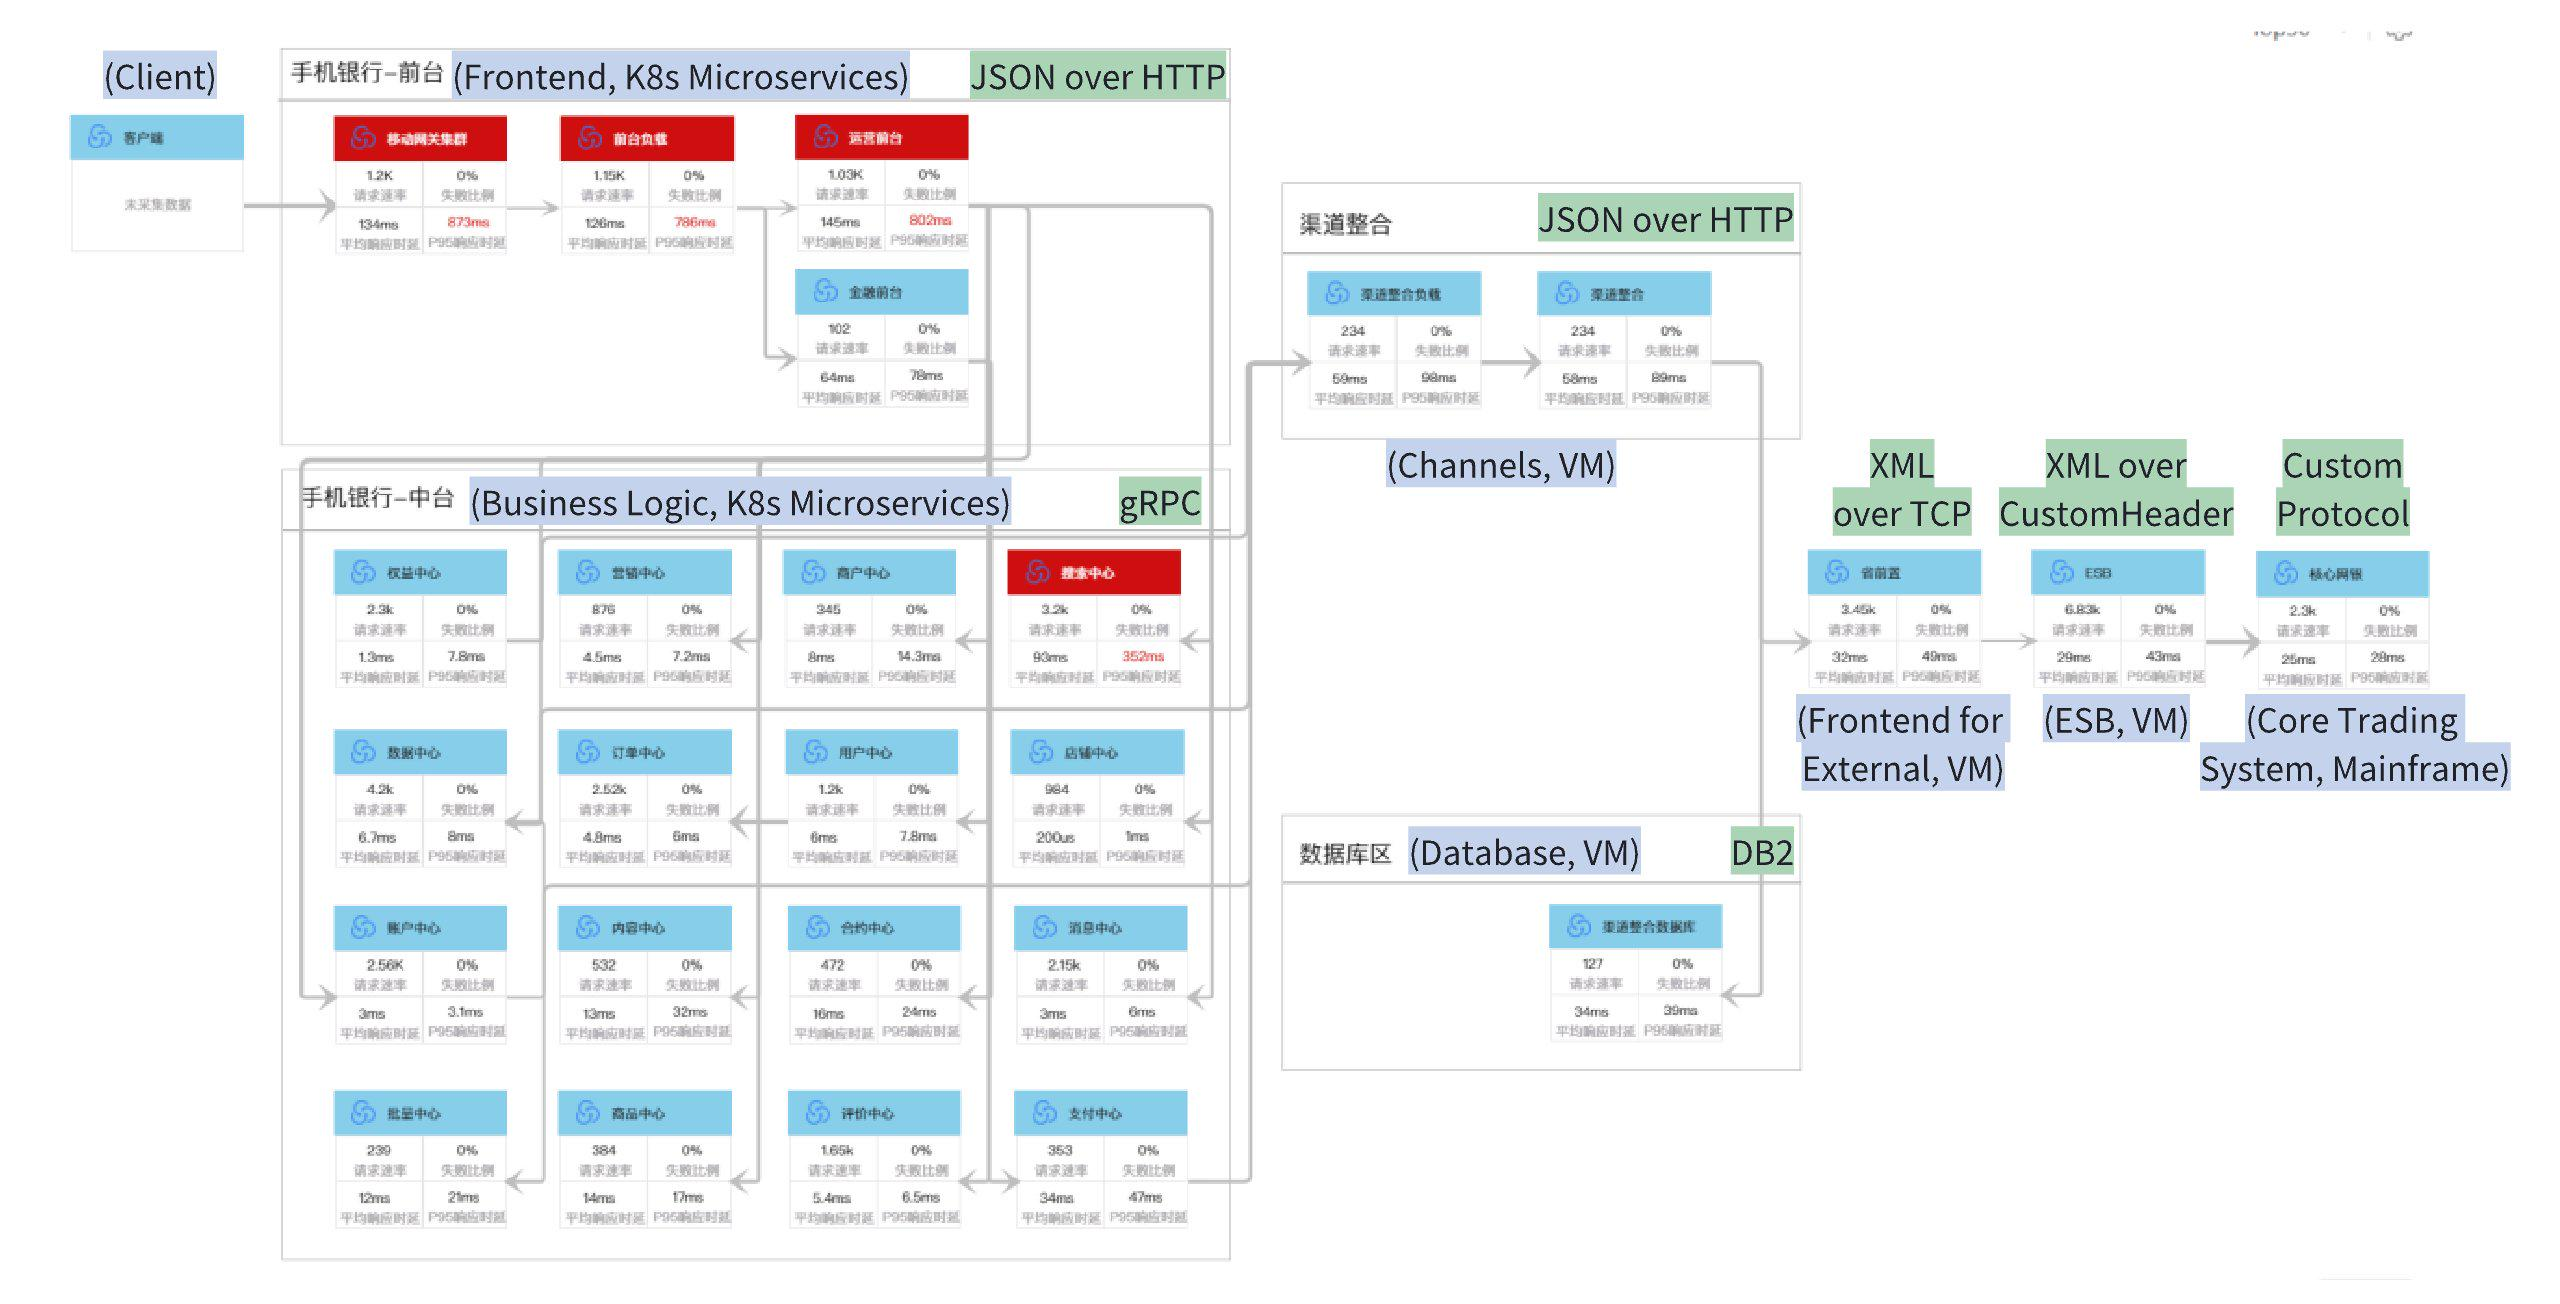 (Client)
手机银行-前台 (Frontend, K8s Microservices) JSON over HTTP
客户端
未采集数据
移动网关集群
1.2K 0%
请求速率 失败比例
134ms 873ms
平均响应时延 P95响应时延
前台负载
1.15K 0%
请求速率 失败比例
126ms 786ms
平均响应时延 P95响应时延
运营前台
1.03K 0%
请求速率 失败比例
145ms 802ms
平均响应时延 P95响应时延
金融前台
102 0%
请求速率 失败比例
64ms 78ms
平均响应时延 P95响应时延
手机银行-中台 (Business Logic, K8s Microservices) gRPC
权益中心
2.3k 0%
请求速率 失败比例
1.3ms 7.8ms
平均响应时延 P95响应时延
营销中心
876 0%
请求速率 失败比例
4.5ms 7.2ms
平均响应时延 P95响应时延
商户中心
345 0%
请求速率 失败比例
8ms 14.3ms
平均响应时延 P95响应时延
搜索中心
3.2k 0%
请求速率 失败比例
93ms 352ms
平均响应时延 P95响应时延
数据中心
4.2k 0%
请求速率 失败比例
6.7ms 8ms
平均响应时延 P95响应时延
订单中心
2.52k 0%
请求速率 失败比例
4.8ms 6ms
平均响应时延 P95响应时延
用户中心
1.2k 0%
请求速率 失败比例
6ms 7.8ms
平均响应时延 P95响应时延
店铺中心
984 0%
请求速率 失败比例
200us 1ms
平均响应时延 P95响应时延
账户中心
2.56K 0%
请求速率 失败比例
3ms 3.1ms
平均响应时延 P95响应时延
内容中心
532 0%
请求速率 失败比例
13ms 32ms
平均响应时延 P95响应时延
合约中心
472 0%
请求速率 失败比例
16ms 24ms
平均响应时延 P95响应时延
消息中心
2.15k 0%
请求速率 失败比例
3ms 6ms
平均响应时延 P95响应时延
批量中心
239 0%
请求速率 失败比例
12ms 21ms
平均响应时延 P95响应时延
商品中心
384 0%
请求速率 失败比例
14ms 17ms
平均响应时延 P95响应时延
评价中心
1.65k 0%
请求速率 失败比例
5.4ms 6.5ms
平均响应时延 P95响应时延
支付中心
353 0%
请求速率 失败比例
34ms 47ms
平均响应时延 P95响应时延
渠道整合 JSON over HTTP
渠道整合负载
234 0%
请求速率 失败比例
59ms 98ms
平均响应时延 P95响应时延
渠道整合
234 0%
请求速率 失败比例
58ms 89ms
平均响应时延 P95响应时延
(Channels, VM)
数据库区 (Database, VM) DB2
渠道整合数据库
127 0%
请求速率 失败比例
34ms 39ms
平均响应时延 P95响应时延
XML
over TCP
省前置
3.45k 0%
请求速率 失败比例
32ms 49ms
平均响应时延 P95响应时延
(Frontend for
External, VM)
XML over
CustomHeader
ESB
6.83k 0%
请求速率 失败比例
29ms 43ms
平均响应时延 P95响应时延
(ESB, VM)
Custom
Protocol
核心网银
2.3k 0%
请求速率 失败比例
25ms 28ms
平均响应时延 P95响应时延
(Core Trading
System, Mainframe)